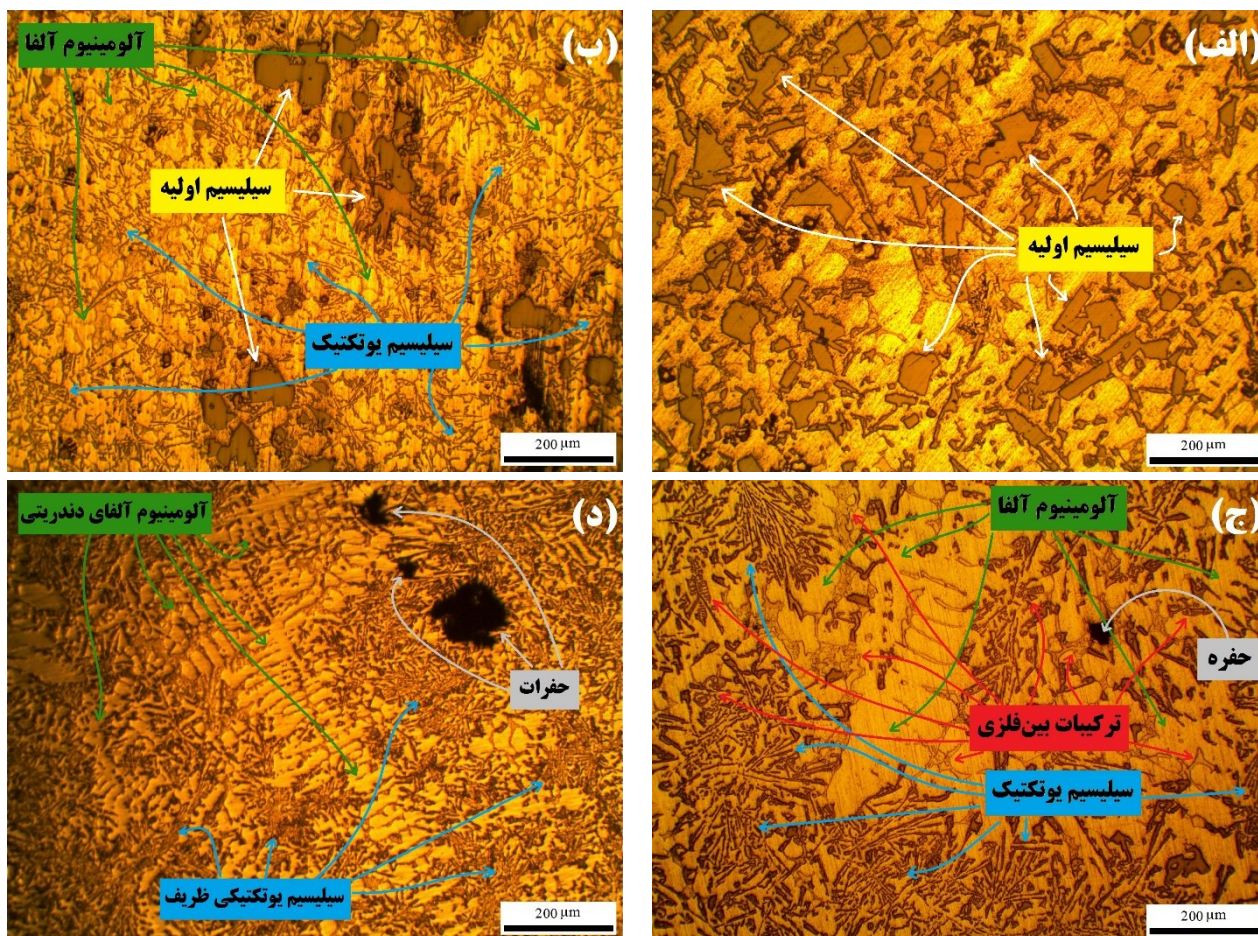 (الف)
سیلیسیم اولیه
200 μm
(ب)
آلومینیوم آلفا
سیلیسیم اولیه
سیلیسیم یوتکتیک
200 μm
(ج)
آلومینیوم آلفا
حفره
ترکیبات بین‌فلزی
سیلیسیم یوتکتیک
200 μm
(د)
آلومینیوم آلفای دندریتی
حفرات
سیلیسیم یوتکتیکی ظریف
200 μm